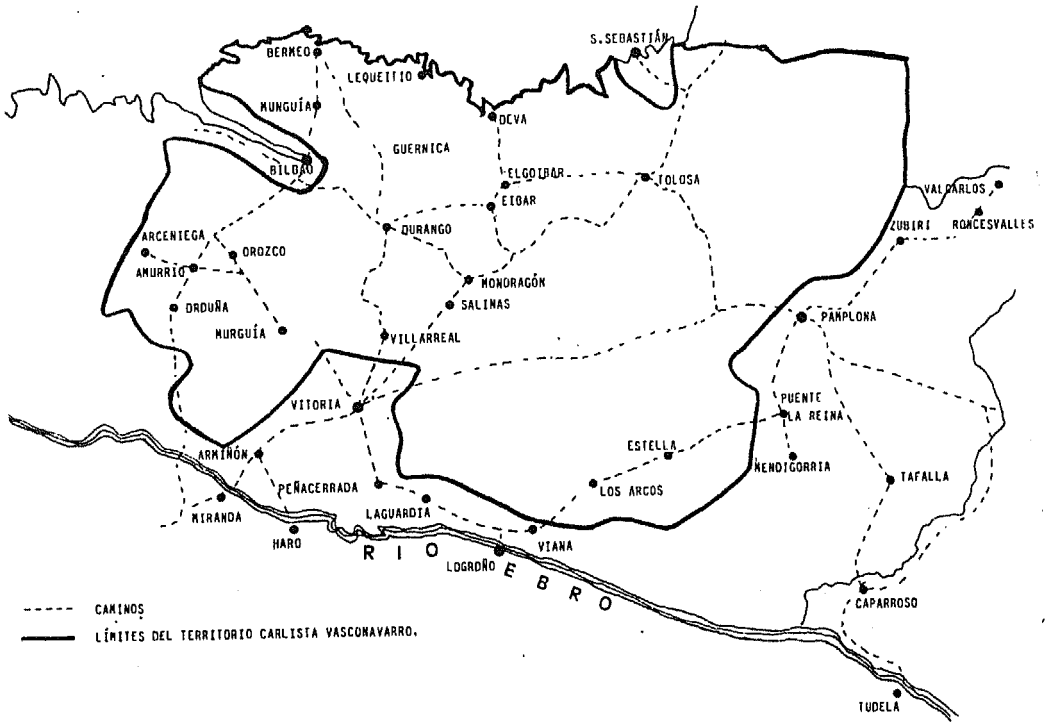 BERMEO
S.SEBASTIÁN
LEQUEITIO
MUNGUÍA
DEVA
GUERNICA
BILBAO
ELGOIBAR
TOLOSA
EIBAR
VALCARLOS
RONCESVALLES
ZUBIRI
DURANGO
ARCENIEGA
OROZCO
AMURRIO
MONDRAGÓN
SALINAS
ORDUÑA
PAMPLONA
MURGUÍA
VILLARREAL
VITORIA
PUENTE
LA REINA
ESTELLA
ARMIÑÓN
MENDIGORRIA
TAFALLA
PEÑACERRADA
LOS ARCOS
LAGUARDIA
MIRANDA
HARO
VIANA
RIO
LOGROÑO
EBRO
CAPARROSO
CAMINOS
LÍMITES DEL TERRITORIO CARLISTA VASCONAVARRO.
TUDELA